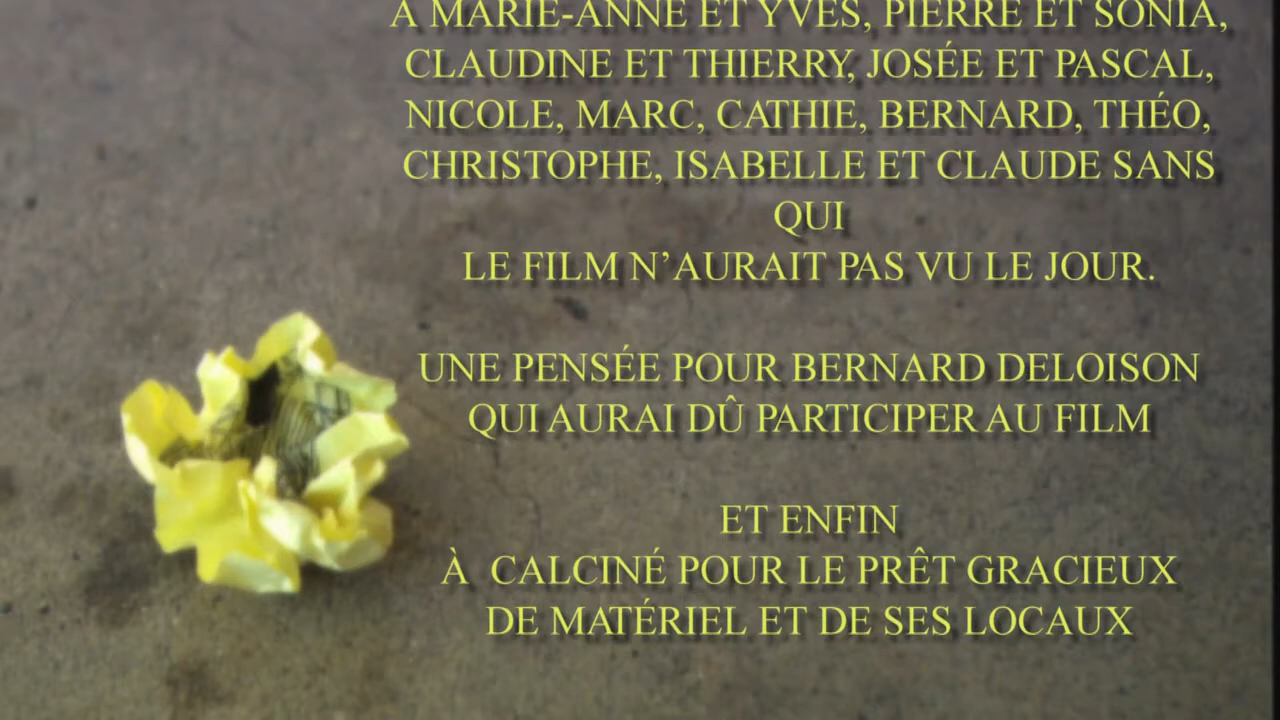 À MARIE-ANNE ET YVES, PIERRE ET SONIA,
CLAUDINE ET THIERRY, JOSÉE ET PASCAL,
NICOLE, MARC, CATHIE, BERNARD, THÉO,
CHRISTOPHE, ISABELLE ET CLAUDE SANS
QUI
LE FILM N’AURAIT PAS VU LE JOUR.
UNE PENSÉE POUR BERNARD DELOISON
QUI AURAI DÛ PARTICIPER AU FILM
ET ENFIN
À CALCINÉ POUR LE PRÊT GRACIEUX
DE MATÉRIEL ET DE SES LOCAUX